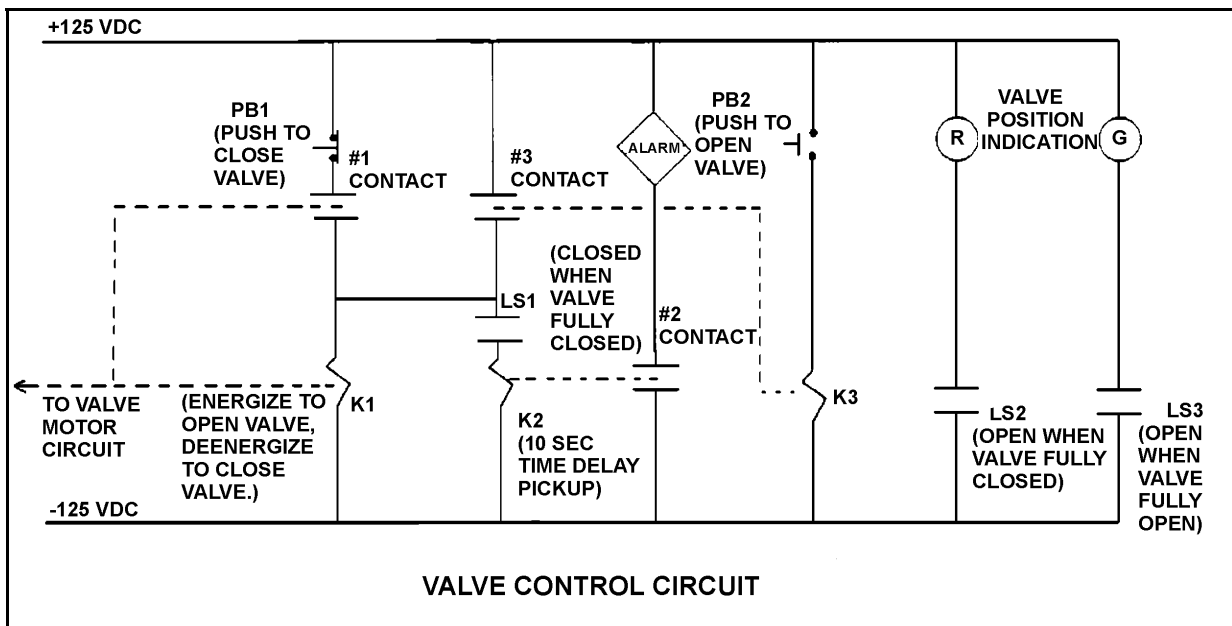 +125 VDC
PB1
(PUSH TO
CLOSE
VALVE)
#1
CONTACT
#3
CONTACT
ALARM
PB2
(PUSH TO
OPEN
VALVE)
VALVE
POSITION
INDICATION
R
G
(CLOSED
WHEN
VALVE
FULLY
CLOSED)
LS1
#2
CONTACT
TO VALVE
MOTOR
CIRCUIT
(ENERGIZE TO
OPEN VALVE,
DEENERGIZE
TO CLOSE
VALVE.)
K1
K2
(10 SEC
TIME DELAY
PICKUP)
K3
LS2
(OPEN WHEN
VALVE FULLY
CLOSED)
LS3
(OPEN
WHEN
VALVE
FULLY
OPEN)
-125 VDC
VALVE CONTROL CIRCUIT